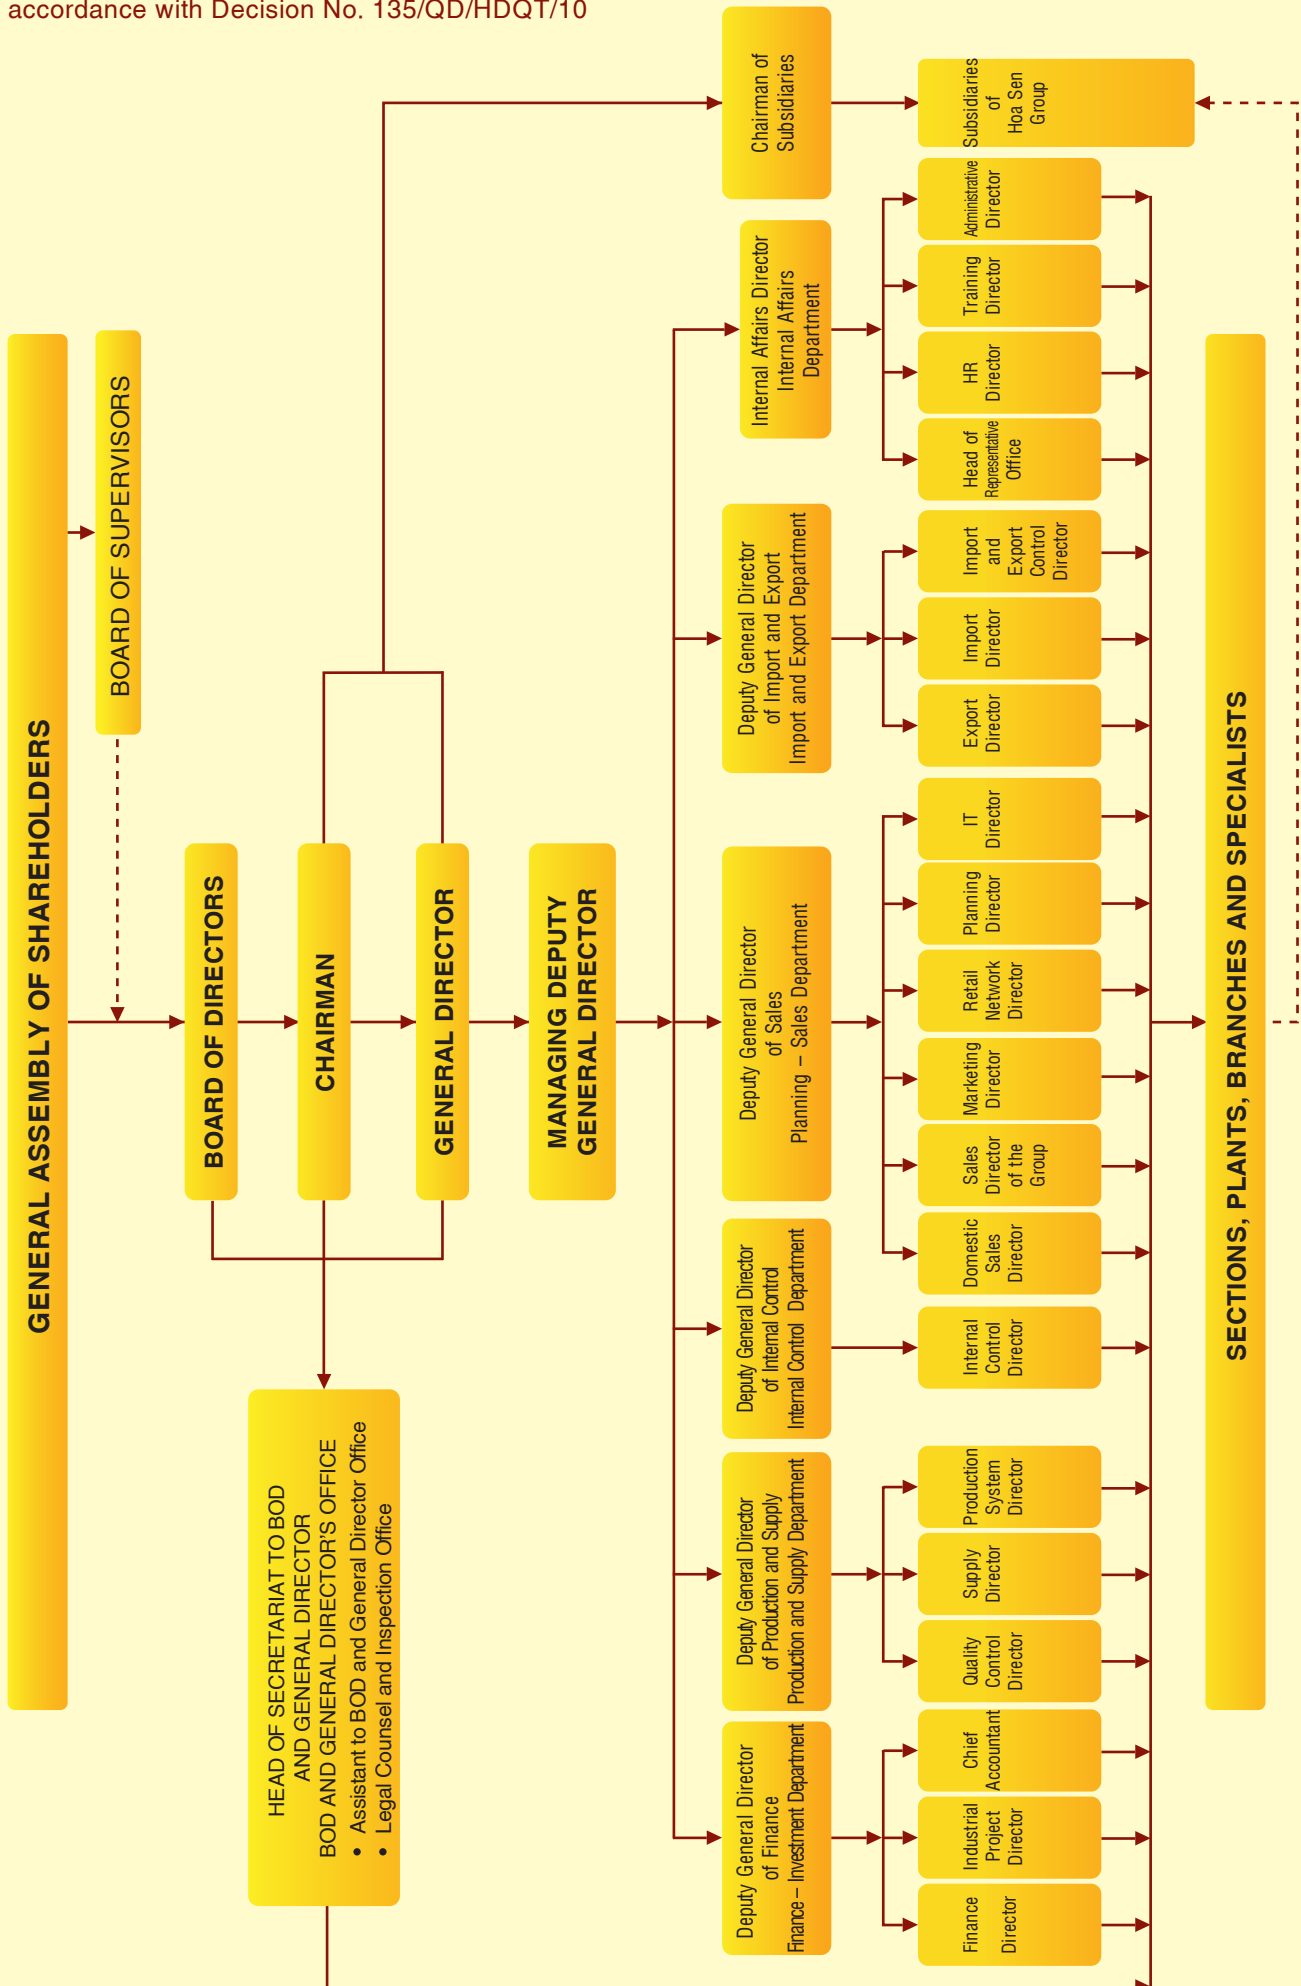 accordance with Decision No. 135/QD/HDQT/10
GENERAL ASSEMBLY OF SHAREHOLDERS
BOARD OF SUPERVISORS
BOARD OF DIRECTORS
CHAIRMAN
GENERAL DIRECTOR
MANAGING DEPUTY
GENERAL DIRECTOR
HEAD OF SECRETARIAT TO BOD
AND GENERAL DIRECTOR
BOD AND GENERAL DIRECTOR'S OFFICE
• Assistant to BOD and General Director Office
• Legal Counsel and Inspection Office
Deputy General Director
of Finance
Finance – Investment Department
Deputy General Director
of Production and Supply
Production and Supply Department
Deputy General Director
of Internal Control
Internal Control Department
Deputy General Director
of Sales
Planning – Sales Department
Deputy General Director
of Import and Export
Import and Export Department
Internal Affairs Director
Internal Affairs
Department
Chairman of
Subsidiaries
Finance
Director
Industrial
Project
Director
Chief
Accountant
Quality
Control
Director
Supply
Director
Production
System
Director
Internal
Control
Director
Domestic
Sales
Director
Sales
Director
of the
Group
Marketing
Director
Retail
Network
Director
Planning
Director
IT
Director
Export
Director
Import
Director
Import
and
Export
Control
Director
Head of
Representative
Office
HR
Director
Training
Director
Administrative
Director
Subsidiaries
of
Hoa Sen
Group
SECTIONS, PLANTS, BRANCHES AND SPECIALISTS